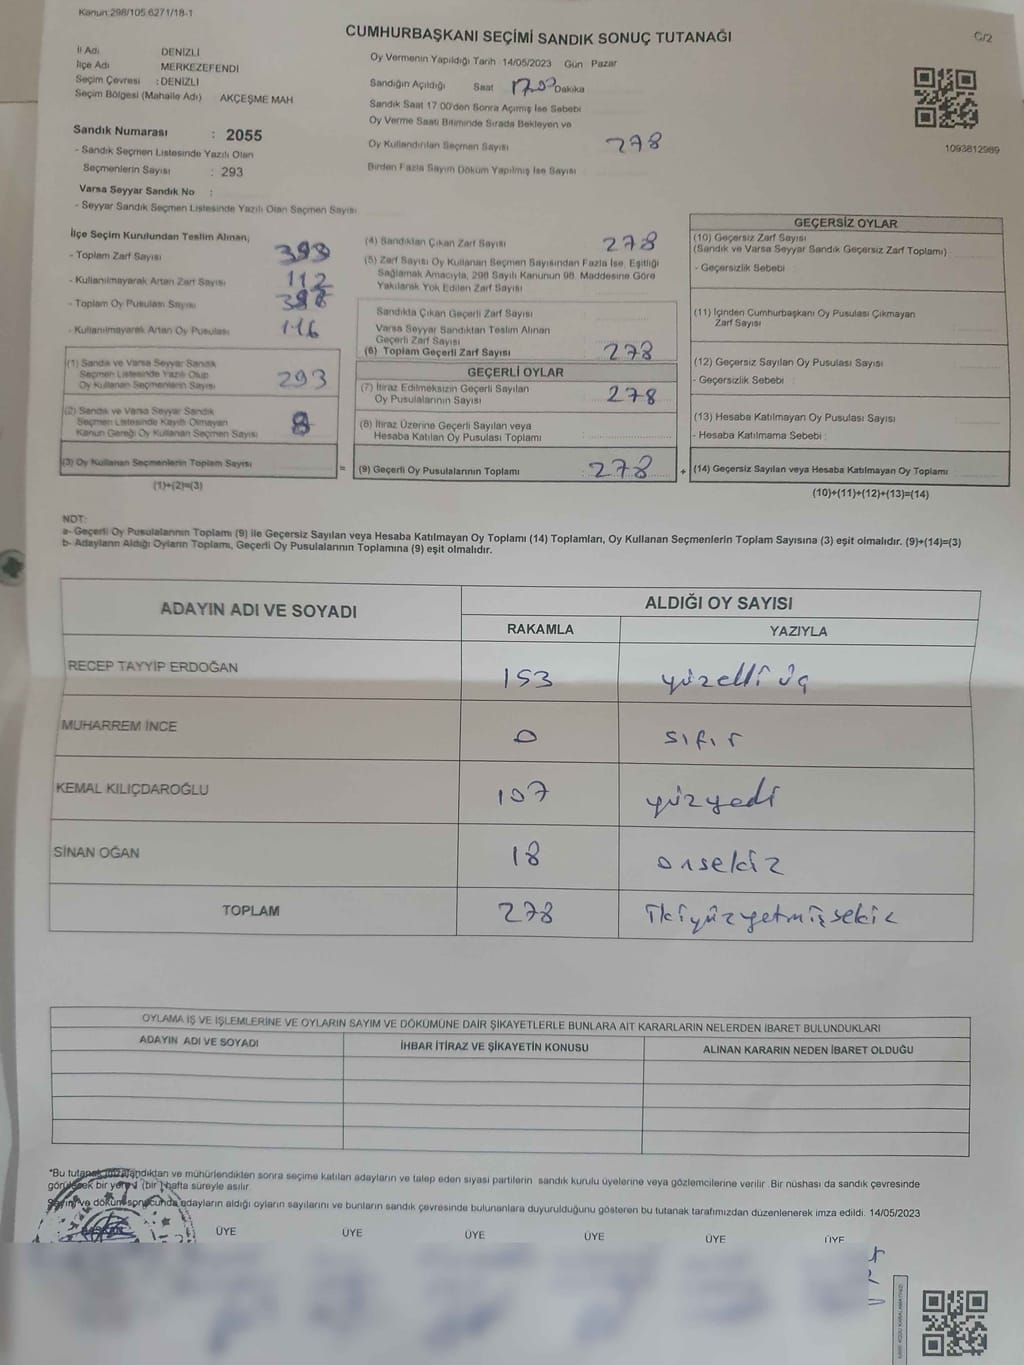 Kanun:298/105 6271/18-1
CUMHURBAŞKANI SEÇİMİ SANDIK SONUÇ TUTANAĞI
C/2
İl Adı DENİZLİ
İlçe Adı MERKEZEFENDİ
Seçim Çevresi : DENİZLİ
Seçim Bölgesi (Mahalle Adı) AKÇEŞME MAH.
Sandık Numarası : 2055
- Sandık Seçmen Listesinde Yazılı Olan
Seçmenlerin Sayısı : 293
Varsa Seyyar Sandık No :
- Seyyar Sandık Seçmen Listesinde Yazılı Olan Seçmen Sayısı
Oy Vermenin Yapıldığı Tarih :14/05/2023 Gün Pazar
Sandığın Açıldığı Saat 17.00 Dakika
Sandık Saat 17.00'den Sonra Açımış İse Sebebi
Oy Verme Saati Bitiminde Sırada Bekleyen ve
Oy Kullandırılan Seçmen Sayısı 278
Birden Fazla Sayım Döküm Yapılmış İse Sayısı
1093812989
İlçe Seçim Kurulundan Teslim Alınan;
- Toplam Zarf Sayısı 393
- Kullanılmayarak Artan Zarf Sayısı 112
- Toplam Oy Pusulası Sayısı
- Kullanılmayarak Artan Oy Pusulası 116
(1) Sandık ve Varsa Seyyar Sandık
Seçmen Listesinde Yazılı Olup
Oy Kullanan Seçmenlerin Sayısı 293
(2) Sandık ve Varsa Seyyar Sandık
Seçmen Listesinde Kayıtlı Olmayan
Kanun Gereği Oy Kullanan Seçmen Sayısı
(3) Oy Kullanan Seçmenlerin Toplam Sayısı =
(1)+(2)=(3)
(4) Sandıktan Çıkan Zarf Sayısı 278
(5) Zarf Sayısı Oy Kullanan Seçmen Sayısından Fazla İse, Eşitliği
Sağlamak Amacıyla, 298 Sayılı Kanunun 98. Maddesine Göre
Yakılarak Yok Edilen Zarf Sayısı
Sandıkta Çıkan Geçerli Zarf Sayısı
Varsa Seyyar Sandıktan Teslim Alınan
Geçerli Zarf Sayısı
(6) Toplam Geçerli Zarf Sayısı 278
GEÇERLİ OYLAR
(7) İtiraz Edilmeksizin Geçerli Sayılan
Oy Pusulalarının Sayısı 278
(8) İtiraz Üzerine Geçerli Sayılan veya
Hesaba Katılan Oy Pusulası Toplamı
(9) Geçerli Oy Pusulalarının Toplamı : 278 +
GEÇERSİZ OYLAR
(10) Geçersiz Zarf Sayısı
(Sandık ve Varsa Seyyar Sandık Geçersiz Zarf Toplamı)
- Geçersizlik Sebebi :
(11) İçinden Cumhurbaşkanı Oy Pusulası Çıkmayan
Zarf Sayısı
(12) Geçersiz Sayılan Oy Pusulası Sayısı
- Geçersizlik Sebebi :
(13) Hesaba Katılmayan Oy Pusulası Sayısı
- Hesaba Katılmama Sebebi :
(14) Geçersiz Sayılan veya Hesaba Katılmayan Oy Toplamı
(10)+(11)+(12)+(13)=(14)
NOT:
a- Geçerli Oy Pusulalarının Toplamı (9) ile Geçersiz Sayılan veya Hesaba Katılmayan Oy Toplamı (14) Toplamları, Oy Kullanan Seçmenlerin Toplam Sayısına (3) eşit olmalıdır. (9)+(14)=(3)
b- Adayların Aldığı Oyların Toplamı, Geçerli Oy Pusulalarının Toplamına (9) eşit olmalıdır.
ADAYIN ADI VE SOYADI ALDIĞI OY SAYISI
RAKAMLA YAZIYLA
RECEP TAYYİP ERDOĞAN 153 yüzelli üç
MUHARREM İNCE 0 sıfır
KEMAL KILIÇDAROĞLU 107 yüzyedi
SİNAN OĞAN 18 onsekiz
TOPLAM 278 ikiyüzyetmişsekiz
OYLAMA İŞ VE İŞLEMLERİNE VE OYLARIN SAYIM VE DÖKÜMÜNE DAİR ŞİKAYETLERLE BUNLARA AİT KARARLARIN NELERDEN İBARET BULUNDUKLARI
ADAYIN ADI VE SOYADI İHBAR İTİRAZ VE ŞİKAYETİN KONUSU ALINAN KARARIN NEDEN İBARET OLDUĞU
*Bu tutanak imzalandıktan ve mühürlendikten sonra seçime katılan adayların ve talep eden siyasi partilerin sandık kurulu üyelerine veya gözlemcilerine verilir. Bir nüshası da sandık çevresinde
görülecek bir yere 1 (bir) hafta süreyle asılır.
Sayım ve döküm sonucunda adayların aldığı oyların sayılarını ve bunların sandık çevresinde bulunanlara duyurulduğunu gösteren bu tutanak tarafımızdan düzenlenerek imza edildi. 14/05/2023
ÜYE ÜYE ÜYE ÜYE ÜYE ÜYE